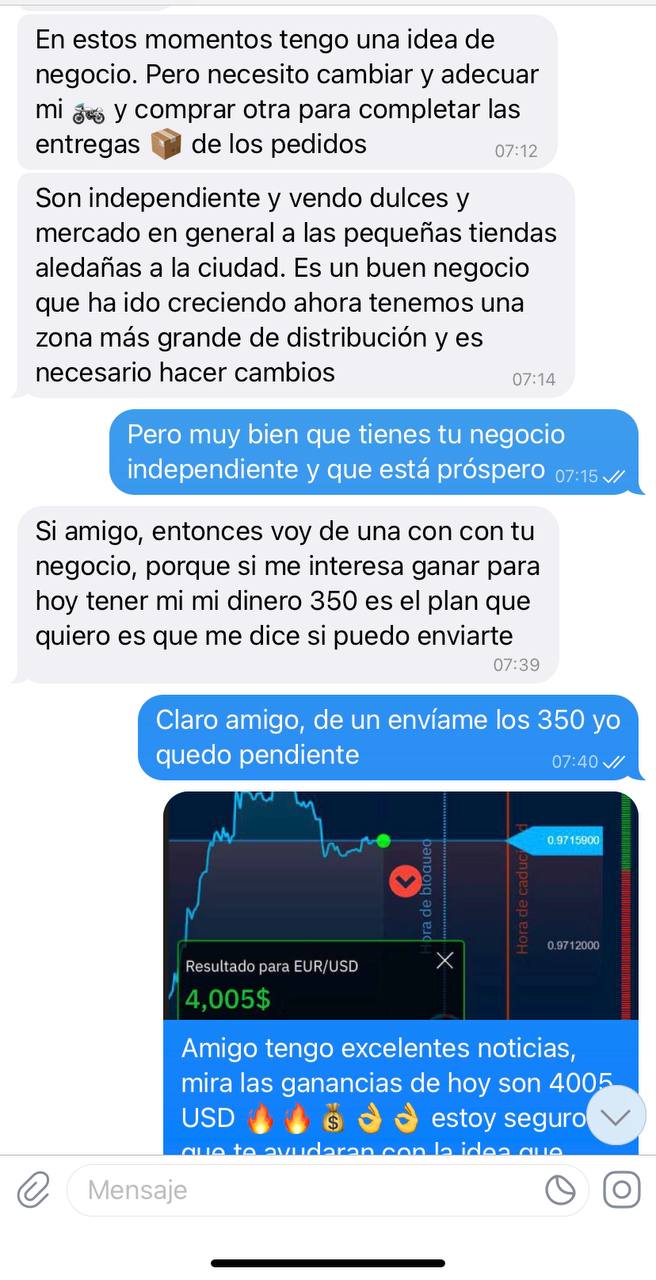 En estos momentos tengo una idea de
negocio. Pero necesito cambiar y adecuar
mi 🏍️ y comprar otra para completar las
entregas 📦 de los pedidos
07:12
Son independiente y vendo dulces y
mercado en general a las pequeñas tiendas
aledañas a la ciudad. Es un buen negocio
que ha ido creciendo ahora tenemos una
zona más grande de distribución y es
necesario hacer cambios
07:14
Pero muy bien que tienes tu negocio
independiente y que está próspero 07:15
Si amigo, entonces voy de una con con tu
negocio, porque si me interesa ganar para
hoy tener mi mi dinero 350 es el plan que
quiero es que me dice si puedo enviarte
07:39
Claro amigo, de un envíame los 350 yo
quedo pendiente 07:40
Hora de bloqueo
Hora de caducidad
0.9715900
0.9712000
Resultado para EUR/USD
4,005$
Amigo tengo excelentes noticias,
mira las ganancias de hoy son 4005
USD 🔥🔥💰👌👌 estoy seguro
que te ayudaran con la idea que
Mensaje